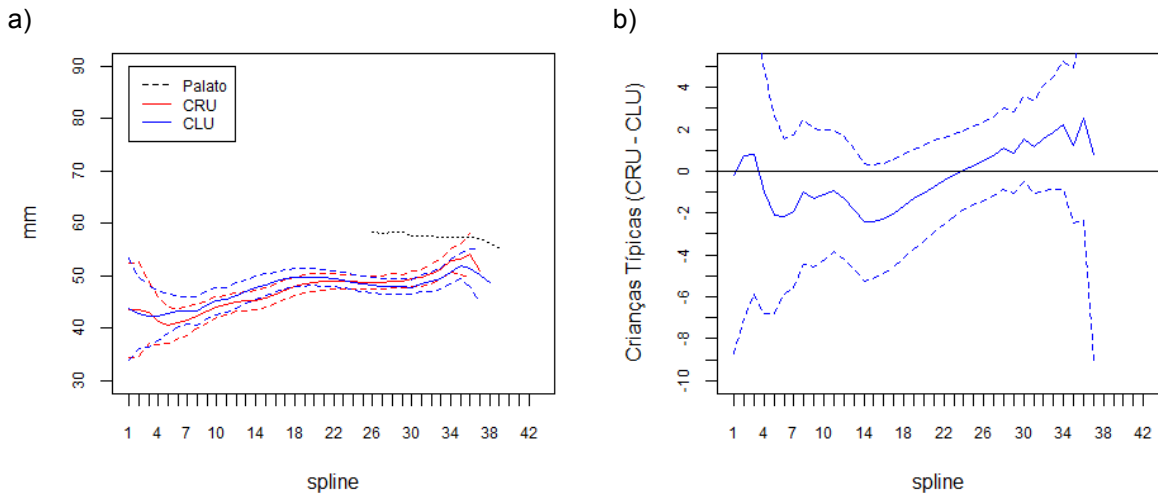 a)
90
80
70
60
50
40
30
mm
Palato
CRU
CLU
1 4 7 10 14 18 22 26 30 34 38 42
spline
b)
4
2
0
-2
-4
-6
-8
-10
Crianças Típicas (CRU - CLU)
1 4 7 11 14 18 22 26 30 34 38 42
spline